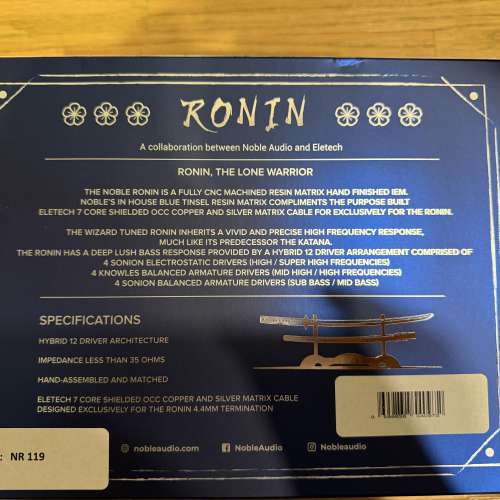 RONIN
A collaboration between Noble Audio and Eletech
RONIN, THE LONE WARRIOR
THE NOBLE RONIN IS A FULLY CNC MACHINED RESIN MATRIX HAND FINISHED IEM.
NOBLE'S IN HOUSE BLUE TINSEL RESIN MATRIX COMPLIMENTS THE PURPOSE BUILT
ELETECH 7 CORE SHIELDED OCC COPPER AND SILVER MATRIX CABLE FOR EXCLUSIVELY FOR THE RONIN.
THE WIZARD TUNED RONIN INHERITS A VIVID AND PRECISE HIGH FREQUENCY RESPONSE,
MUCH LIKE ITS PREDECESSOR THE KATANA.
THE RONIN HAS A DEEP LUSH BASS RESPONSE PROVIDED BY A HYBRID 12 DRIVER ARRANGEMENT COMPRISED OF
4 SONION ELECTROSTATIC DRIVERS (HIGH / SUPER HIGH FREQUENCIES)
4 KNOWLES BALANCED ARMATURE DRIVERS (MID HIGH / HIGH FREQUENCIES)
4 SONION BALANCED ARMATURE DRIVERS (SUB BASS / MID BASS)
SPECIFICATIONS
HYBRID 12 DRIVER ARCHITECTURE
IMPEDANCE LESS THAN 35 OHMS
HAND-ASSEMBLED AND MATCHED
ELETECH 7 CORE SHIELDED OCC COPPER AND SILVER MATRIX CABLE
DESIGNED EXCLUSIVELY FOR THE RONIN 4.4MM TERMINATION
: NR 119
Nobleaudio.com
NobleAudio
Nobleaudio